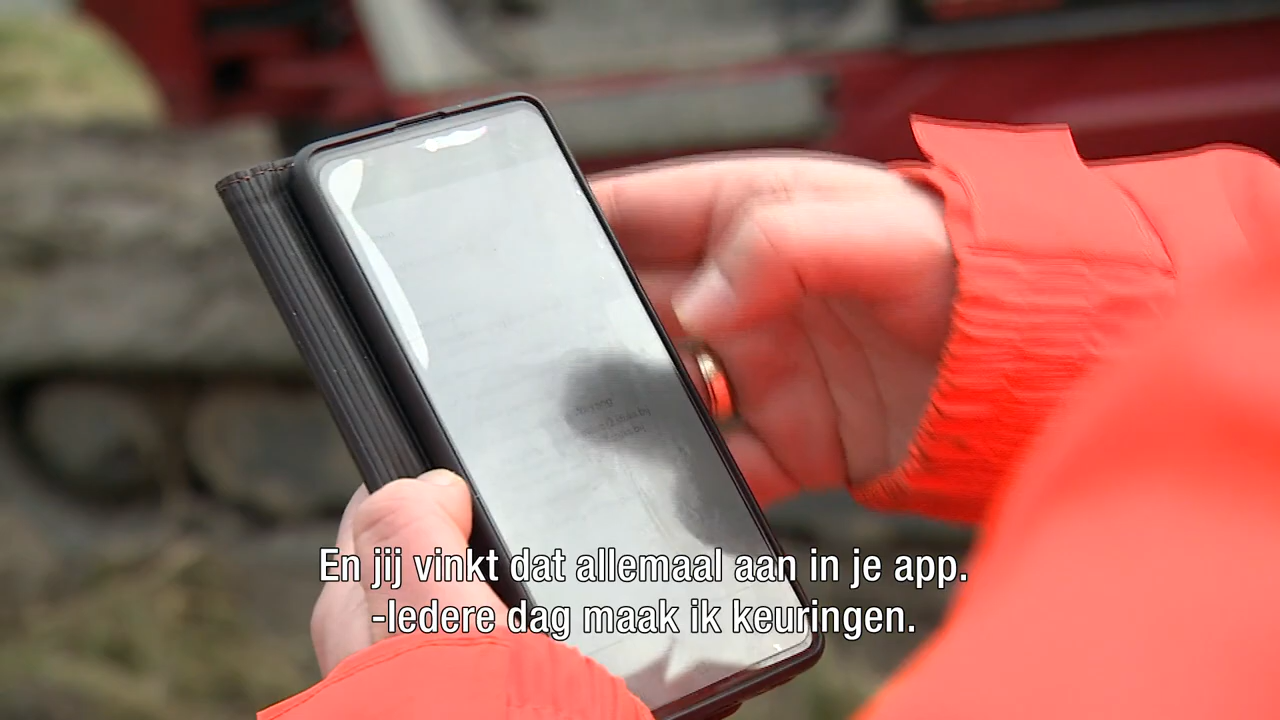 En jij vinkt dat allemaal aan in je app.
-Iedere dag maak ik keuringen.